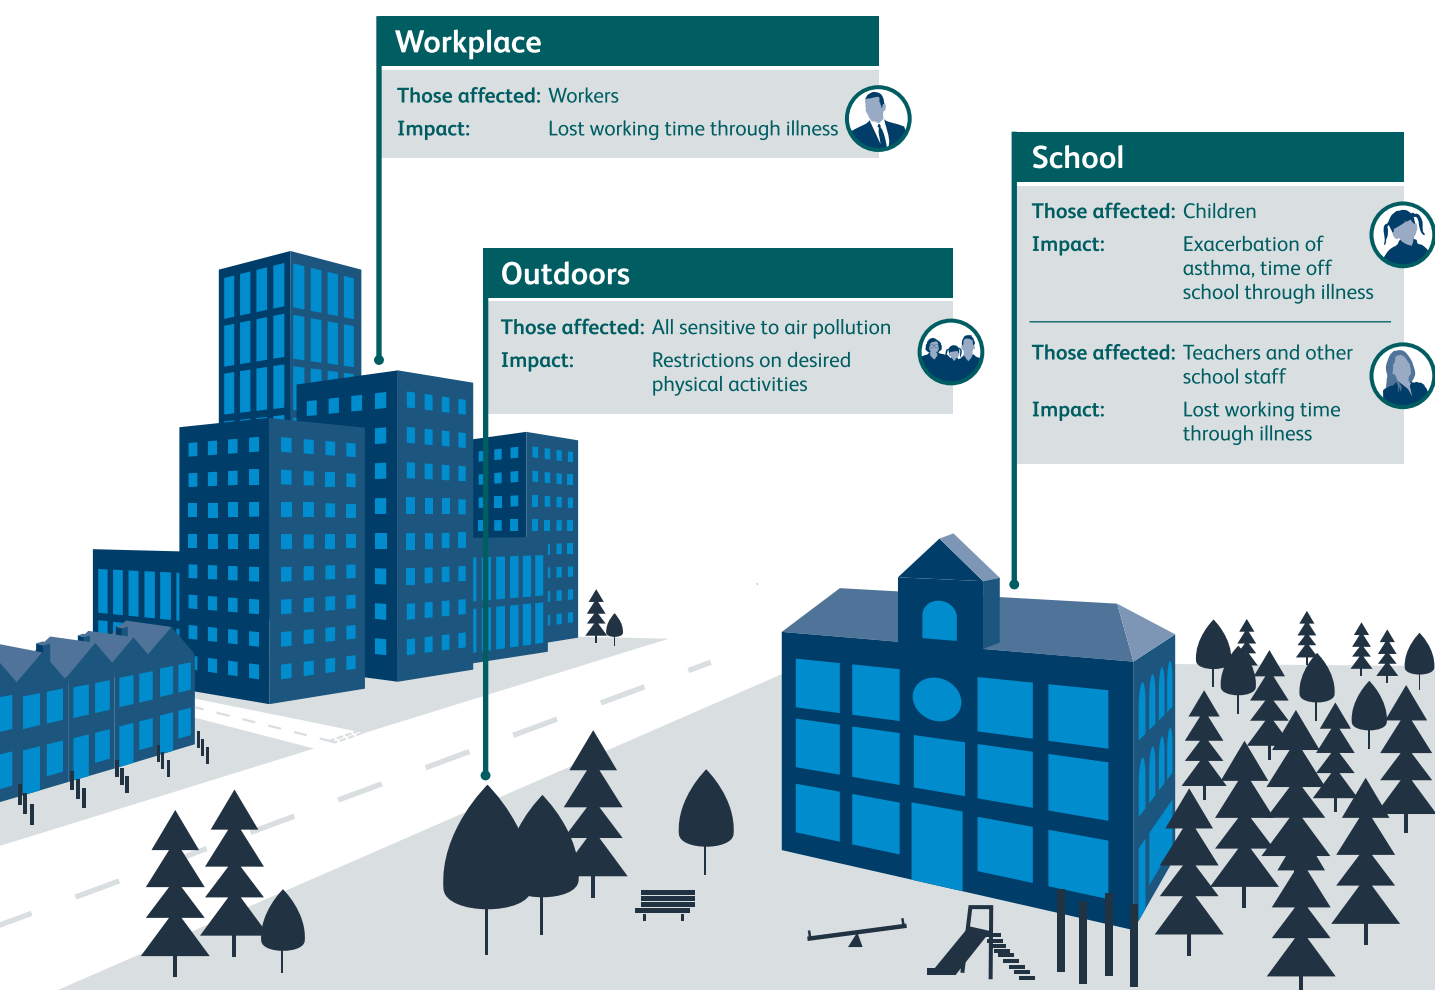 Workplace
Those affected: Workers
Impact: Lost working time through illness
Outdoors
Those affected: All sensitive to air pollution
Impact: Restrictions on desired
physical activities
School
Those affected: Children
Impact: Exacerbation of
asthma, time off
school through illness
Those affected: Teachers and other
school staff
Impact: Lost working time
through illness